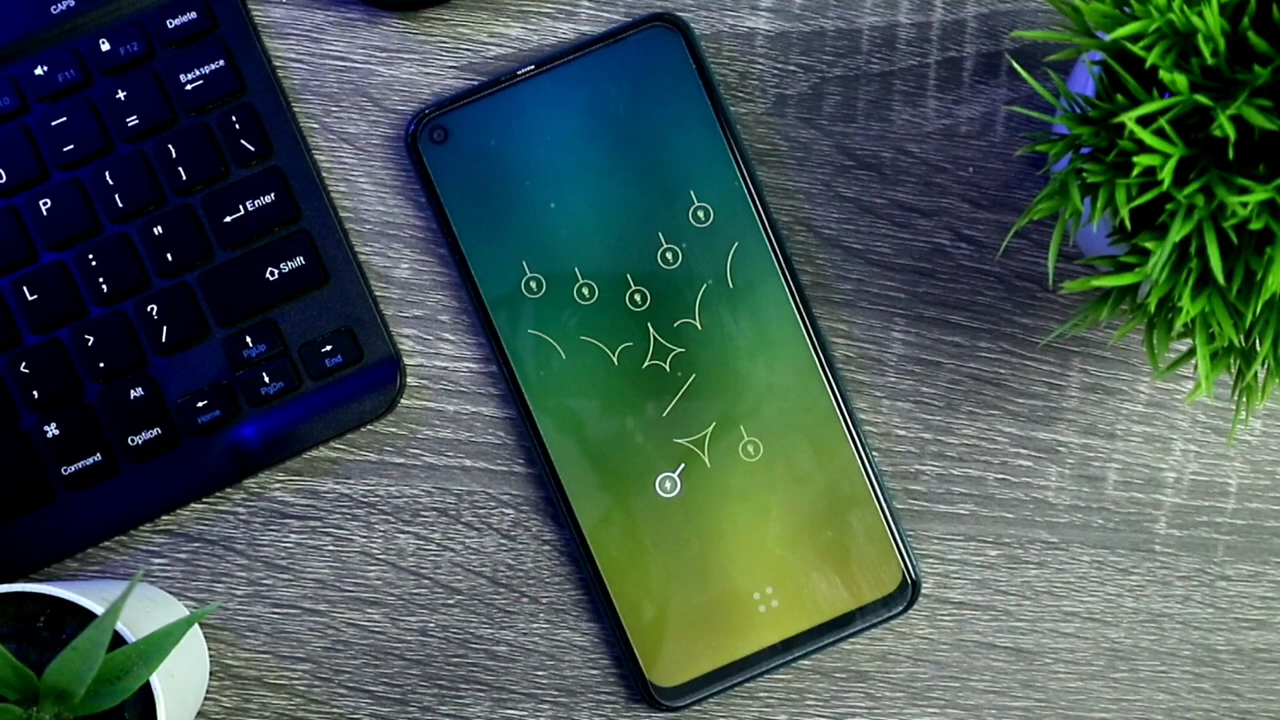 CAPS
Delete
F12
F11
Backspace
+
=
—
-
|
\
}
]
{
[
P
Enter
"
'
:
;
L
Shift
?
/
>
.
<
,
PgUp
PgDn
End
Home
Alt
Option
⌘
Command